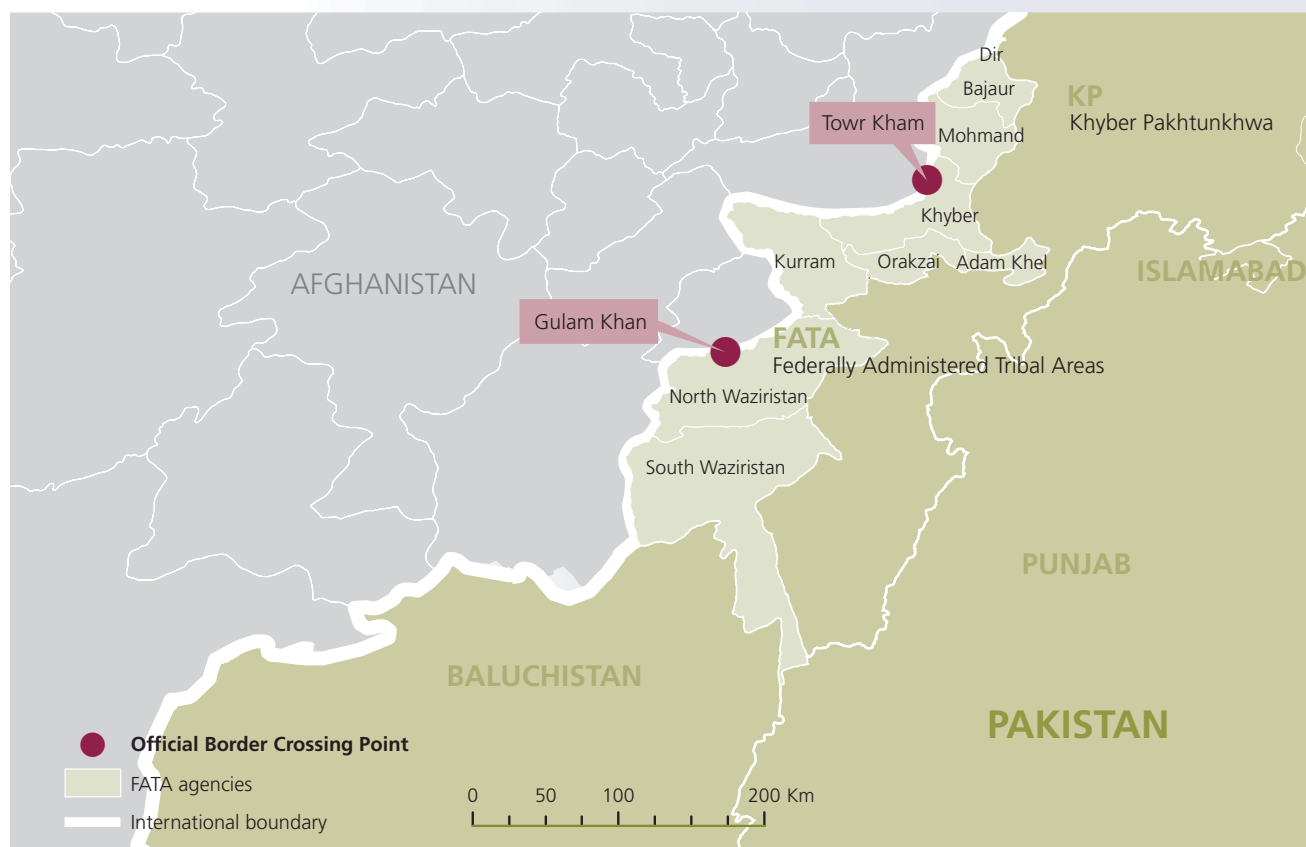 Dir
Bajaur
KP
Khyber Pakhtunkhwa
Towr Kham
Mohmand
Khyber
Kurram
Orakzai
Adam Khel
ISLAMABAD
AFGHANISTAN
Gulam Khan
FATA
Federally Administered Tribal Areas
North Waziristan
South Waziristan
PUNJAB
BALUCHISTAN
PAKISTAN
Official Border Crossing Point
FATA agencies
International boundary
0 50 100 200 Km